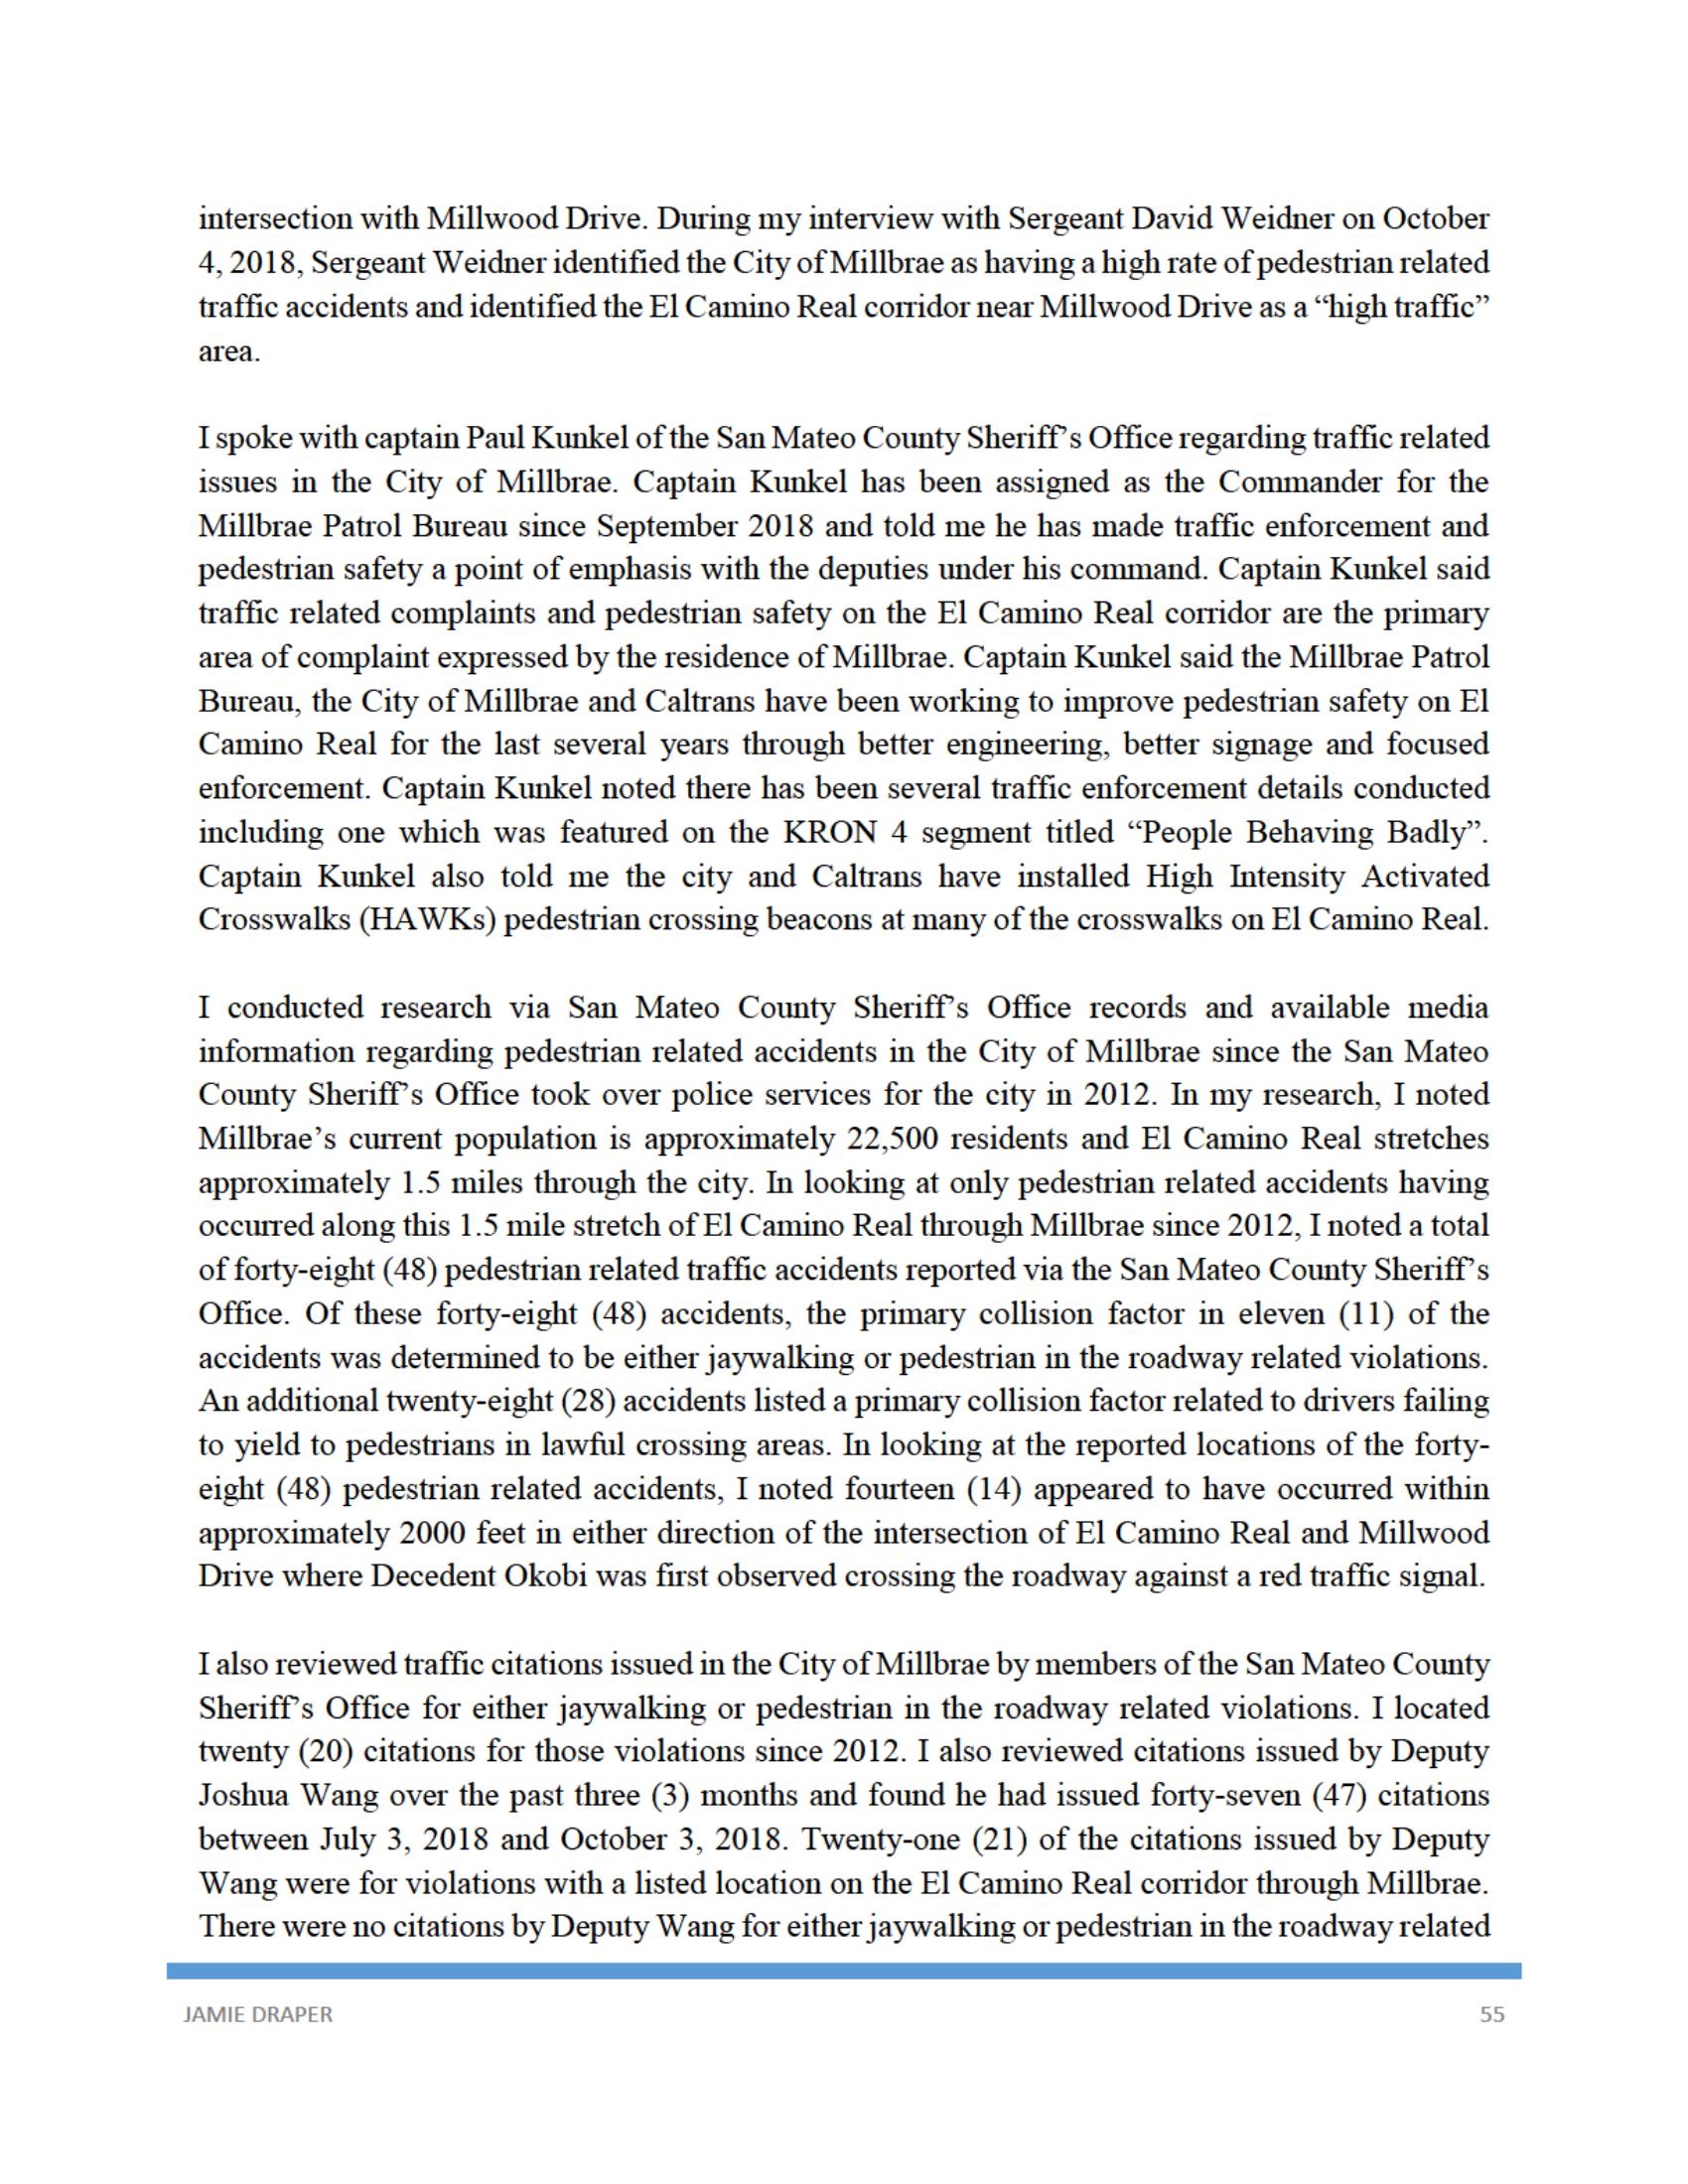 intersection with Millwood Drive. During my interview with Sergeant David Weidner on October
4, 2018, Sergeant Weidner identified the City of Millbrae as having a high rate of pedestrian related
traffic accidents and identified the El Camino Real corridor near Millwood Drive as a “high traffic”
area.
I spoke with captain Paul Kunkel of the San Mateo County Sheriff’s Office regarding traffic related
issues in the City of Millbrae. Captain Kunkel has been assigned as the Commander for the
Millbrae Patrol Bureau since September 2018 and told me he has made traffic enforcement and
pedestrian safety a point of emphasis with the deputies under his command. Captain Kunkel said
traffic related complaints and pedestrian safety on the El Camino Real corridor are the primary
area of complaint expressed by the residence of Millbrae. Captain Kunkel said the Millbrae Patrol
Bureau, the City of Millbrae and Caltrans have been working to improve pedestrian safety on El
Camino Real for the last several years through better engineering, better signage and focused
enforcement. Captain Kunkel noted there has been several traffic enforcement details conducted
including one which was featured on the KRON 4 segment titled “People Behaving Badly”.
Captain Kunkel also told me the city and Caltrans have installed High Intensity Activated
Crosswalks (HAWKs) pedestrian crossing beacons at many of the crosswalks on El Camino Real.
I conducted research via San Mateo County Sheriff’s Office records and available media
information regarding pedestrian related accidents in the City of Millbrae since the San Mateo
County Sheriff’s Office took over police services for the city in 2012. In my research, I noted
Millbrae’s current population is approximately 22,500 residents and El Camino Real stretches
approximately 1.5 miles through the city. In looking at only pedestrian related accidents having
occurred along this 1.5 mile stretch of El Camino Real through Millbrae since 2012, I noted a total
of forty-eight (48) pedestrian related traffic accidents reported via the San Mateo County Sheriff’s
Office. Of these forty-eight (48) accidents, the primary collision factor in eleven (11) of the
accidents was determined to be either jaywalking or pedestrian in the roadway related violations.
An additional twenty-eight (28) accidents listed a primary collision factor related to drivers failing
to yield to pedestrians in lawful crossing areas. In looking at the reported locations of the forty-
eight (48) pedestrian related accidents, I noted fourteen (14) appeared to have occurred within
approximately 2000 feet in either direction of the intersection of El Camino Real and Millwood
Drive where Decedent Okobi was first observed crossing the roadway against a red traffic signal.
I also reviewed traffic citations issued in the City of Millbrae by members of the San Mateo County
Sheriff’s Office for either jaywalking or pedestrian in the roadway related violations. I located
twenty (20) citations for those violations since 2012. I also reviewed citations issued by Deputy
Joshua Wang over the past three (3) months and found he had issued forty-seven (47) citations
between July 3, 2018 and October 3, 2018. Twenty-one (21) of the citations issued by Deputy
Wang were for violations with a listed location on the El Camino Real corridor through Millbrae.
There were no citations by Deputy Wang for either jaywalking or pedestrian in the roadway related
JAMIE DRAPER
55